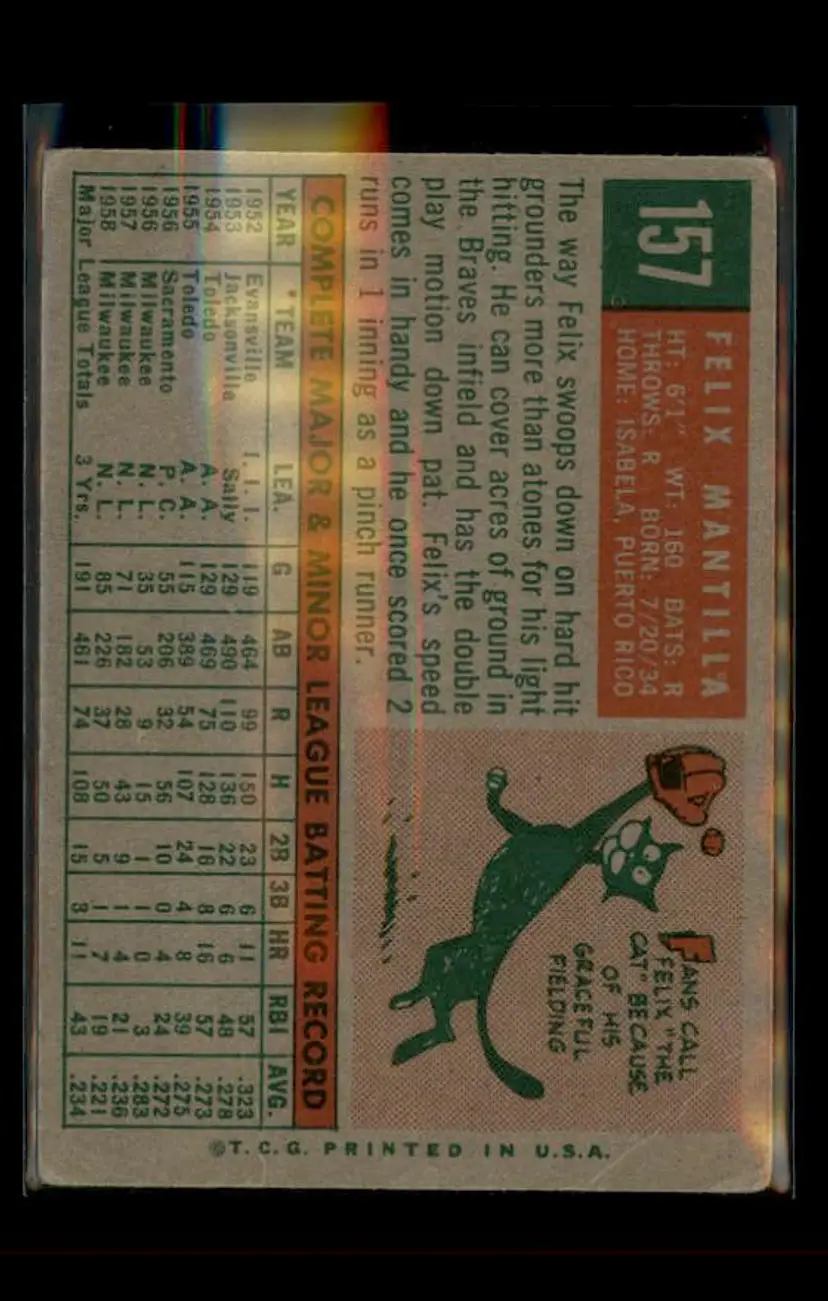 157
FELIX MANTILLA
HT: 6'1" WT: 160 BATS: R
THROWS: R BORN: 7/20/34
HOME: ISABELA, PUERTO RICO
The way Felix swoops down on hard hit
grounders more than atones for his light
hitting. He can cover acres of ground in
the Braves infield and has the double
play motion down pat. Felix's speed
comes in handy and he once scored 2
runs in 1 inning as a pinch runner.
FANS CALL
FELIX "THE
CAT" BECAUSE
OF HIS
GRACEFUL
FIELDING
COMPLETE MAJOR & MINOR LEAGUE BATTING RECORD
YEAR TEAM LEA. G AB R H 2B 3B HR RBI AVG.
1952 Evansville I. I. I. 119 464 99 150 23 6 11 57 .323
1953 Jacksonville Sally 129 490 110 136 22 6 6 48 .278
1954 Toledo A. A. 129 469 75 128 16 8 16 57 .273
1955 Toledo A. A. 115 389 54 107 24 4 8 39 .275
1956 Sacramento P. C. 55 206 32 56 10 0 4 24 .272
1956 Milwaukee N. L. 35 53 9 15 1 0 3 .283
1957 Milwaukee N. L. 71 182 28 43 9 1 4 21 .236
1958 Milwaukee N. L. 85 226 37 50 5 1 7 19 .221
Major League Totals 3 Yrs. 191 461 74 108 15 3 11 43 .234
©T.C.G. PRINTED IN U.S.A.